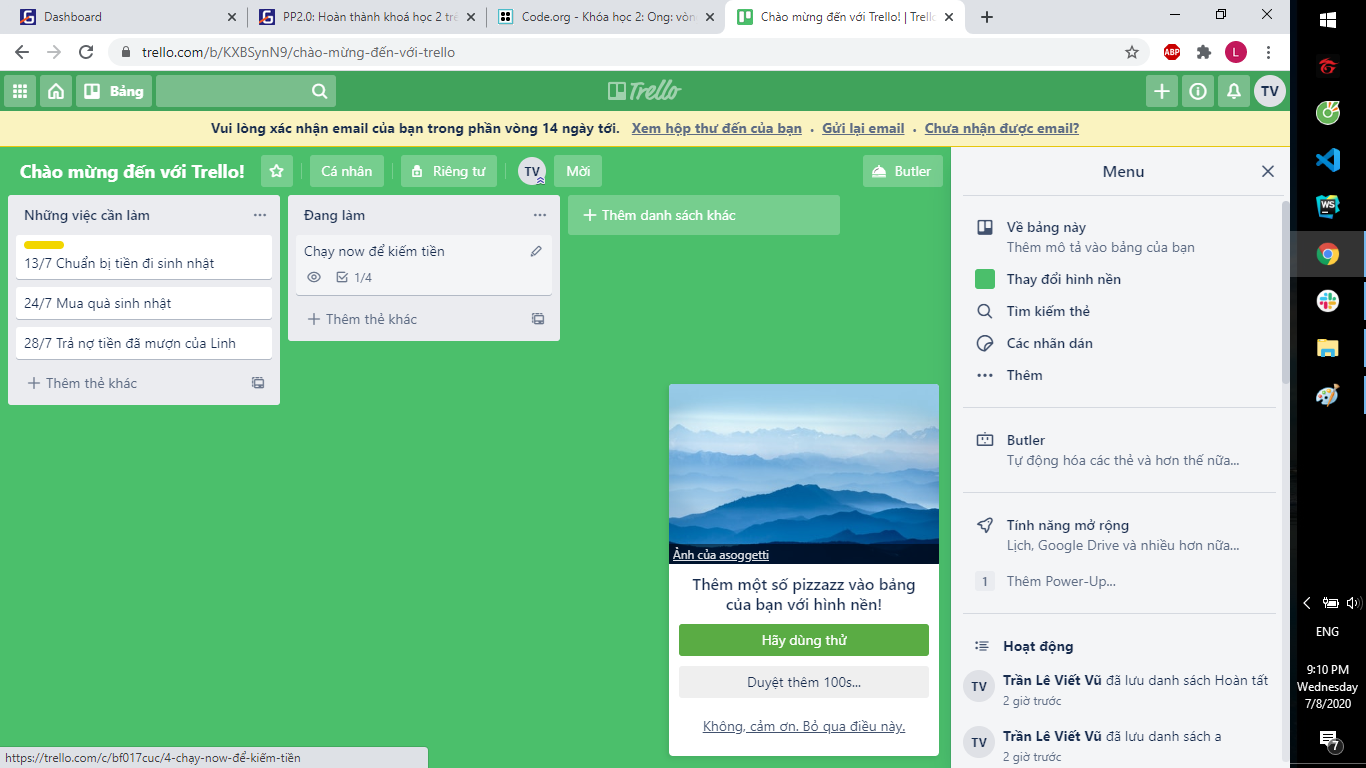 Dashboard
PP2.0: Hoàn thành khoá học 2 trê
Code.org - Khóa học 2: Ong: vòn
Chào mừng đến với Trello! | Trell
trello.com/b/KXBSynN9/chào-mừng-đến-với-trello
ABP
L
Bảng
Trello
TV
Vui lòng xác nhận email của bạn trong phần vòng 14 ngày tới. Xem hộp thư đến của bạn · Gửi lại email · Chưa nhận được email?
Chào mừng đến với Trello!
Cá nhân
Riêng tư
TV
Mời
Butler
Những việc cần làm
13/7 Chuẩn bị tiền đi sinh nhật
24/7 Mua quà sinh nhật
28/7 Trả nợ tiền đã mượn của Linh
+ Thêm thẻ khác
Đang làm
Chạy now để kiếm tiền
1/4
+ Thêm thẻ khác
+ Thêm danh sách khác
Ảnh của asoggetti
Thêm một số pizzazz vào bảng
của bạn với hình nền!
Hãy dùng thử
Duyệt thêm 100s...
Không, cảm ơn. Bỏ qua điều này.
Menu
Về bảng này
Thêm mô tả vào bảng của bạn
Thay đổi hình nền
Tìm kiếm thẻ
Các nhãn dán
Thêm
Butler
Tự động hóa các thẻ và hơn thế nữa...
Tính năng mở rộng
Lịch, Google Drive và nhiều hơn nữa...
1
Thêm Power-Up...
Hoạt động
TV
Trần Lê Viết Vũ đã lưu danh sách Hoàn tất
2 giờ trước
TV
Trần Lê Viết Vũ đã lưu danh sách a
2 giờ trước
https://trello.com/c/bf017cuc/4-chạy-now-để-kiếm-tiền
WS
ENG
9:10 PM
Wednesday
7/8/2020
7